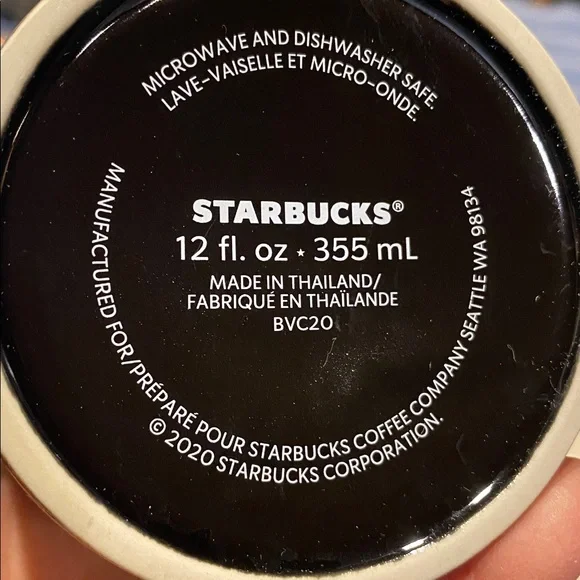 MICROWAVE AND DISHWASHER SAFE.
LAVE-VAISELLE ET MICRO-ONDE.
STARBUCKS®
12 fl. oz ⋆ 355 mL
MADE IN THAILAND/
FABRIQUÉ EN THAÏLANDE
BVC20
MANUFACTURED FOR/PRÉPARÉ POUR STARBUCKS COFFEE COMPANY SEATTLE WA 98134
© 2020 STARBUCKS CORPORATION.